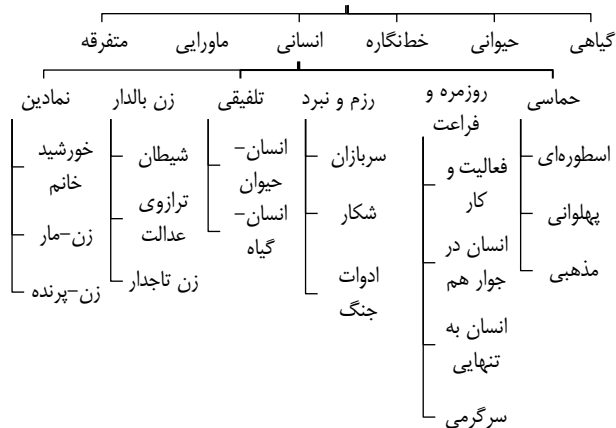 گیاهی
حیوانی
خط‌نگاره
انسانی
ماورایی
متفرقه
حماسی
اسطوره‌ای
پهلوانی
مذهبی
روزمره و
فراعت
فعالیت و
کار
انسان در
جوار هم
انسان به
تنهایی
سرگرمی
رزم و نبرد
سربازان
شکار
ادوات
جنگ
تلفیقی
انسان-
حیوان
انسان-
گیاه
زن بالدار
شیطان
ترازوی
عدالت
زن تاجدار
نمادین
خورشید
خانم
زن-مار
زن-پرنده